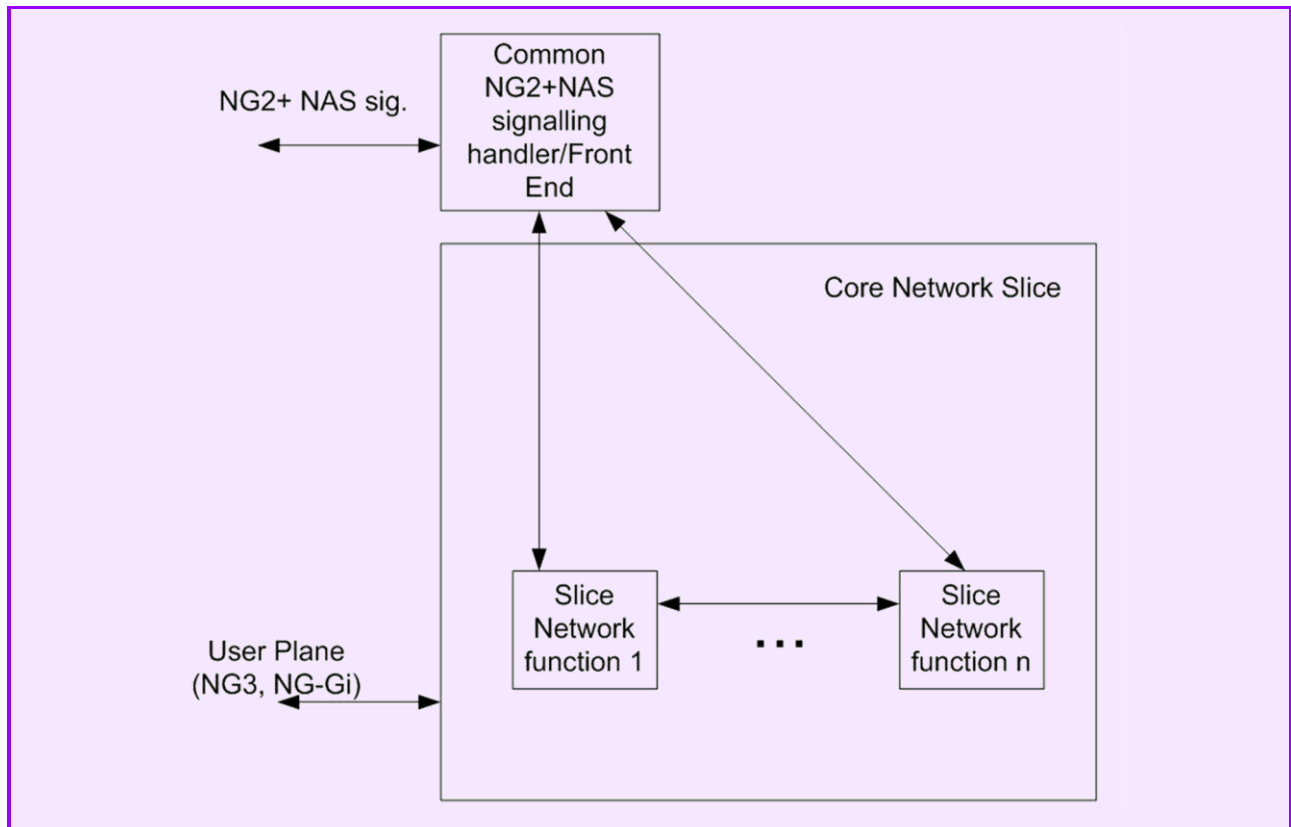 Common
NG2+NAS
signalling
handler/Front
End
NG2+ NAS sig.
Core Network Slice
Slice
Network
function 1
...
Slice
Network
function n
User Plane
(NG3, NG-Gi)